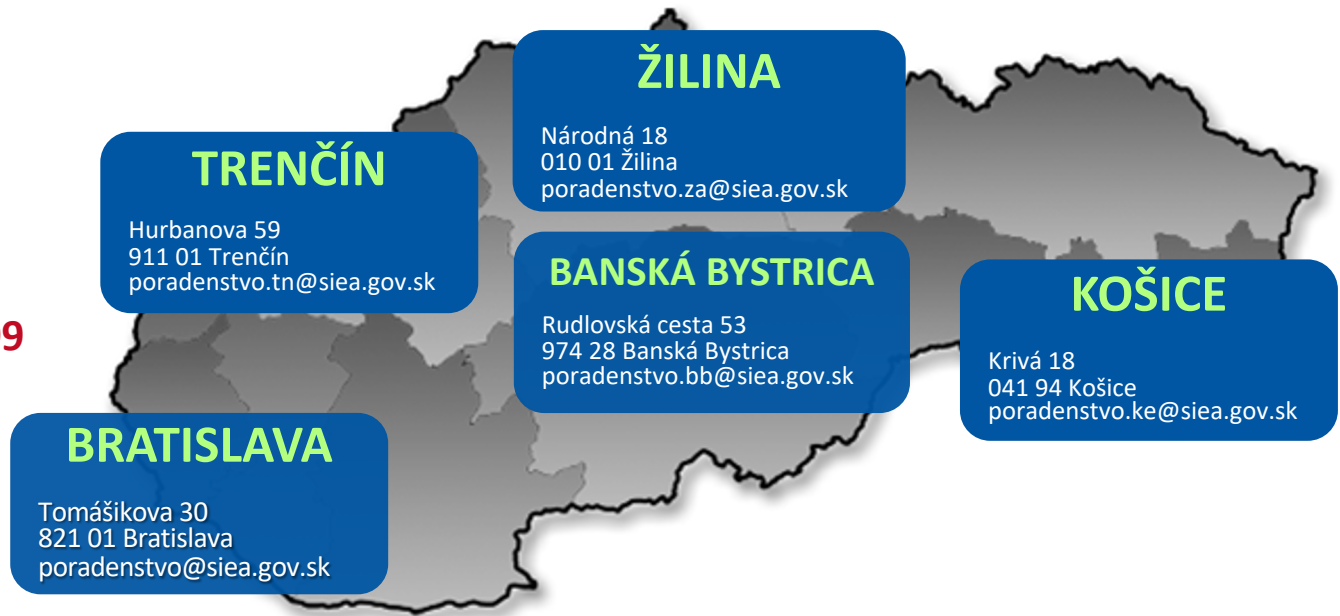 ŽILINA
Národná 18
010 01 Žilina
poradenstvo.za@siea.gov.sk
TRENČÍN
Hurbanova 59
911 01 Trenčín
poradenstvo.tn@siea.gov.sk
BANSKÁ BYSTRICA
Rudlovská cesta 53
974 28 Banská Bystrica
poradenstvo.bb@siea.gov.sk
KOŠICE
Krivá 18
041 94 Košice
poradenstvo.ke@siea.gov.sk
BRATISLAVA
Tomášikova 30
821 01 Bratislava
poradenstvo@siea.gov.sk